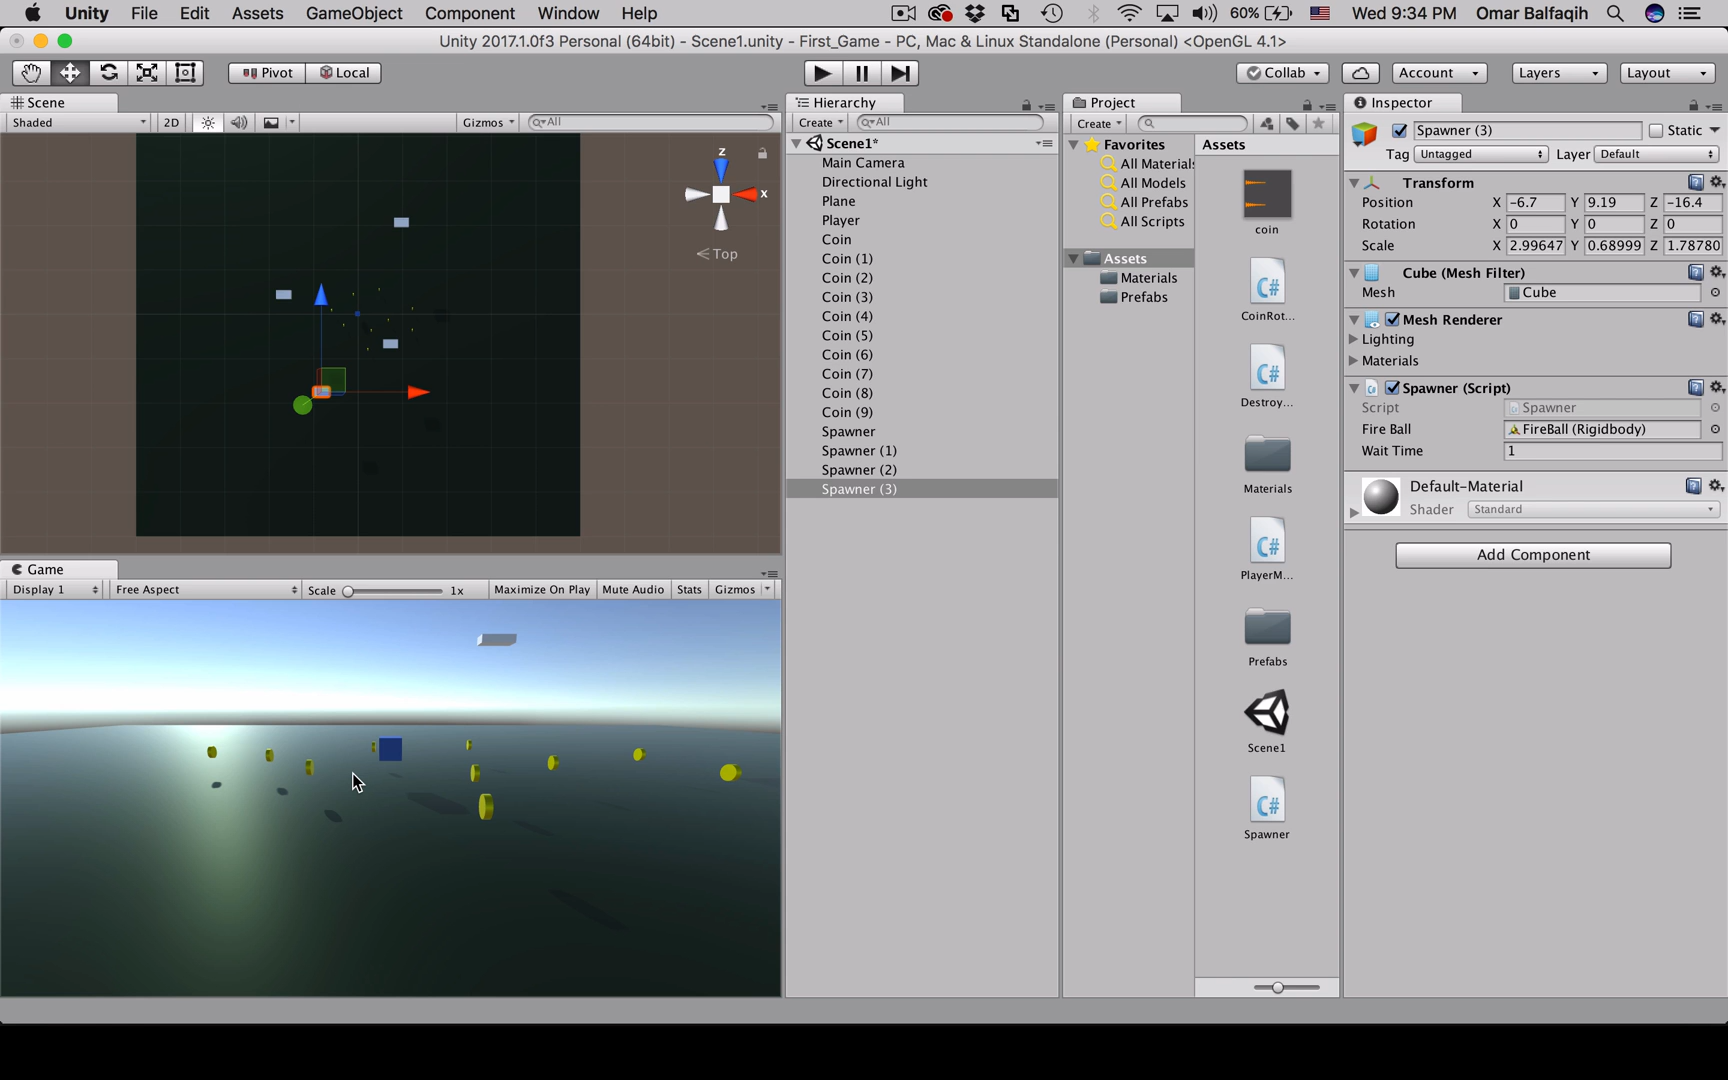 Unity File Edit Assets GameObject Component Window Help 60% Wed 9:34 PM Omar Balfaqih
Unity 2017.1.0f3 Personal (64bit) - Scene1.unity - First_Game - PC, Mac & Linux Standalone (Personal) <OpenGL 4.1>
Pivot Local Collab Account Layers Layout
Scene
Shaded 2D Gizmos All
z
x
Top
Game
Display 1 Free Aspect Scale 1x Maximize On Play Mute Audio Stats Gizmos
Hierarchy
Create All
Scene1*
Main Camera
Directional Light
Plane
Player
Coin
Coin (1)
Coin (2)
Coin (3)
Coin (4)
Coin (5)
Coin (6)
Coin (7)
Coin (8)
Coin (9)
Spawner
Spawner (1)
Spawner (2)
Spawner (3)
Project
Create
Favorites
All Materials
All Models
All Prefabs
All Scripts
Assets
Materials
Prefabs
Assets
coin
C#
CoinRot...
C#
Destroy...
Materials
C#
PlayerM...
Prefabs
Scene1
C#
Spawner
Inspector
Spawner (3) Static
Tag Untagged Layer Default
Transform
Position X -6.7 Y 9.19 Z -16.4
Rotation X 0 Y 0 Z 0
Scale X 2.99647 Y 0.68999 Z 1.78780
Cube (Mesh Filter)
Mesh Cube
Mesh Renderer
Lighting
Materials
Spawner (Script)
Script Spawner
Fire Ball FireBall (Rigidbody)
Wait Time 1
Default-Material
Shader Standard
Add Component